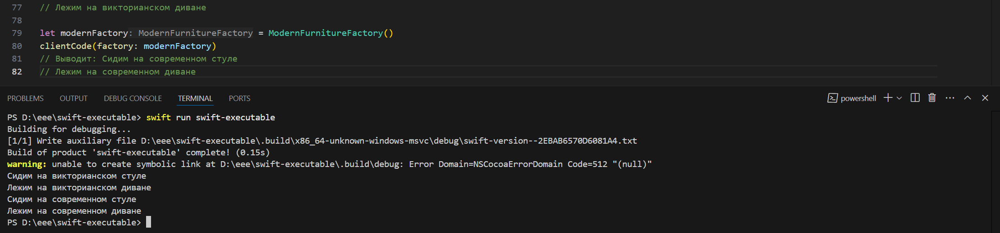 77 // Лежим на викторианском диване
78
79 let modernFactory: ModernFurnitureFactory = ModernFurnitureFactory()
80 clientCode(factory: modernFactory)
81 // Выводит: Сидим на современном стуле
82 // Лежим на современном диване
PROBLEMS OUTPUT DEBUG CONSOLE TERMINAL PORTS powershell
PS D:\eee\swift-executable> swift run swift-executable
Building for debugging...
[1/1] Write auxiliary file D:\eee\swift-executable\.build\x86_64-unknown-windows-msvc\debug\swift-version--2EBAB6570D6081A4.txt
Build of product 'swift-executable' complete! (0.15s)
warning: unable to create symbolic link at D:\eee\swift-executable\.build\debug: Error Domain=NSCocoaErrorDomain Code=512 "(null)"
Сидим на викторианском стуле
Лежим на викторианском диване
Сидим на современном стуле
Лежим на современном диване
PS D:\eee\swift-executable>